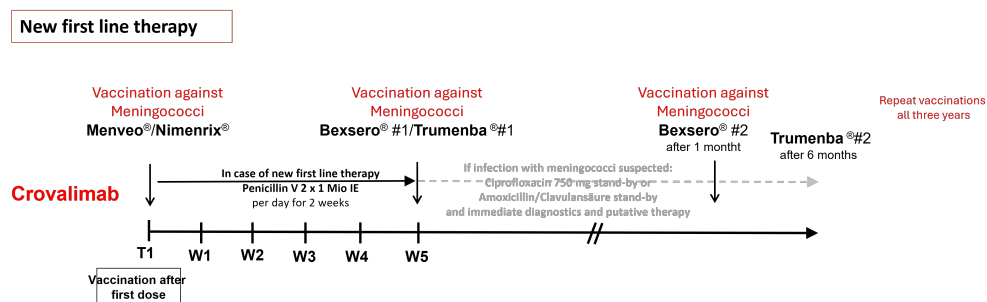 New first line therapy
Vaccination against
Meningococci
Menveo®/Nimenrix®
Vaccination against
Meningococci
Bexsero® #1/Trumenba ®#1
Vaccination against
Meningococci
Bexsero® #2
after 1 montht
Trumenba ®#2
after 6 months
Repeat vaccinations
all three years
Crovalimab
In case of new first line therapy
Penicillin V 2 x 1 Mio IE
per day for 2 weeks
If infection with meningococci suspected:
Ciprofloxacin 750 mg stand-by or
Amoxicillin/Clavulansäure stand-by
and immediate diagnostics and putative therapy
T1
W1
W2
W3
W4
W5
Vaccination after
first dose